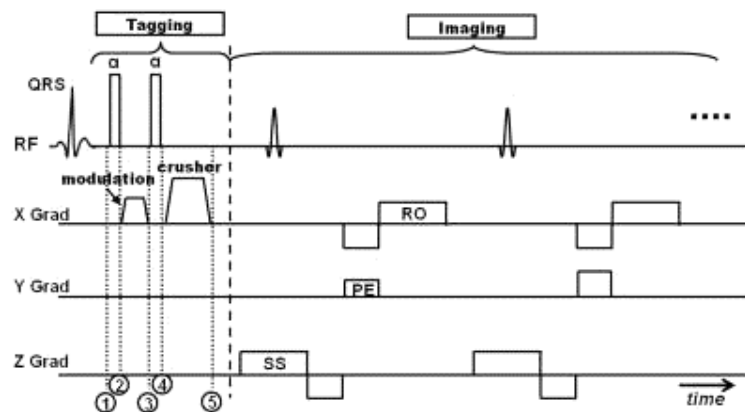 Tagging
Imaging
α α
QRS
RF
crusher
modulation
X Grad
RO
Y Grad
PE
Z Grad
SS
② ④
① ③ ⑤
time